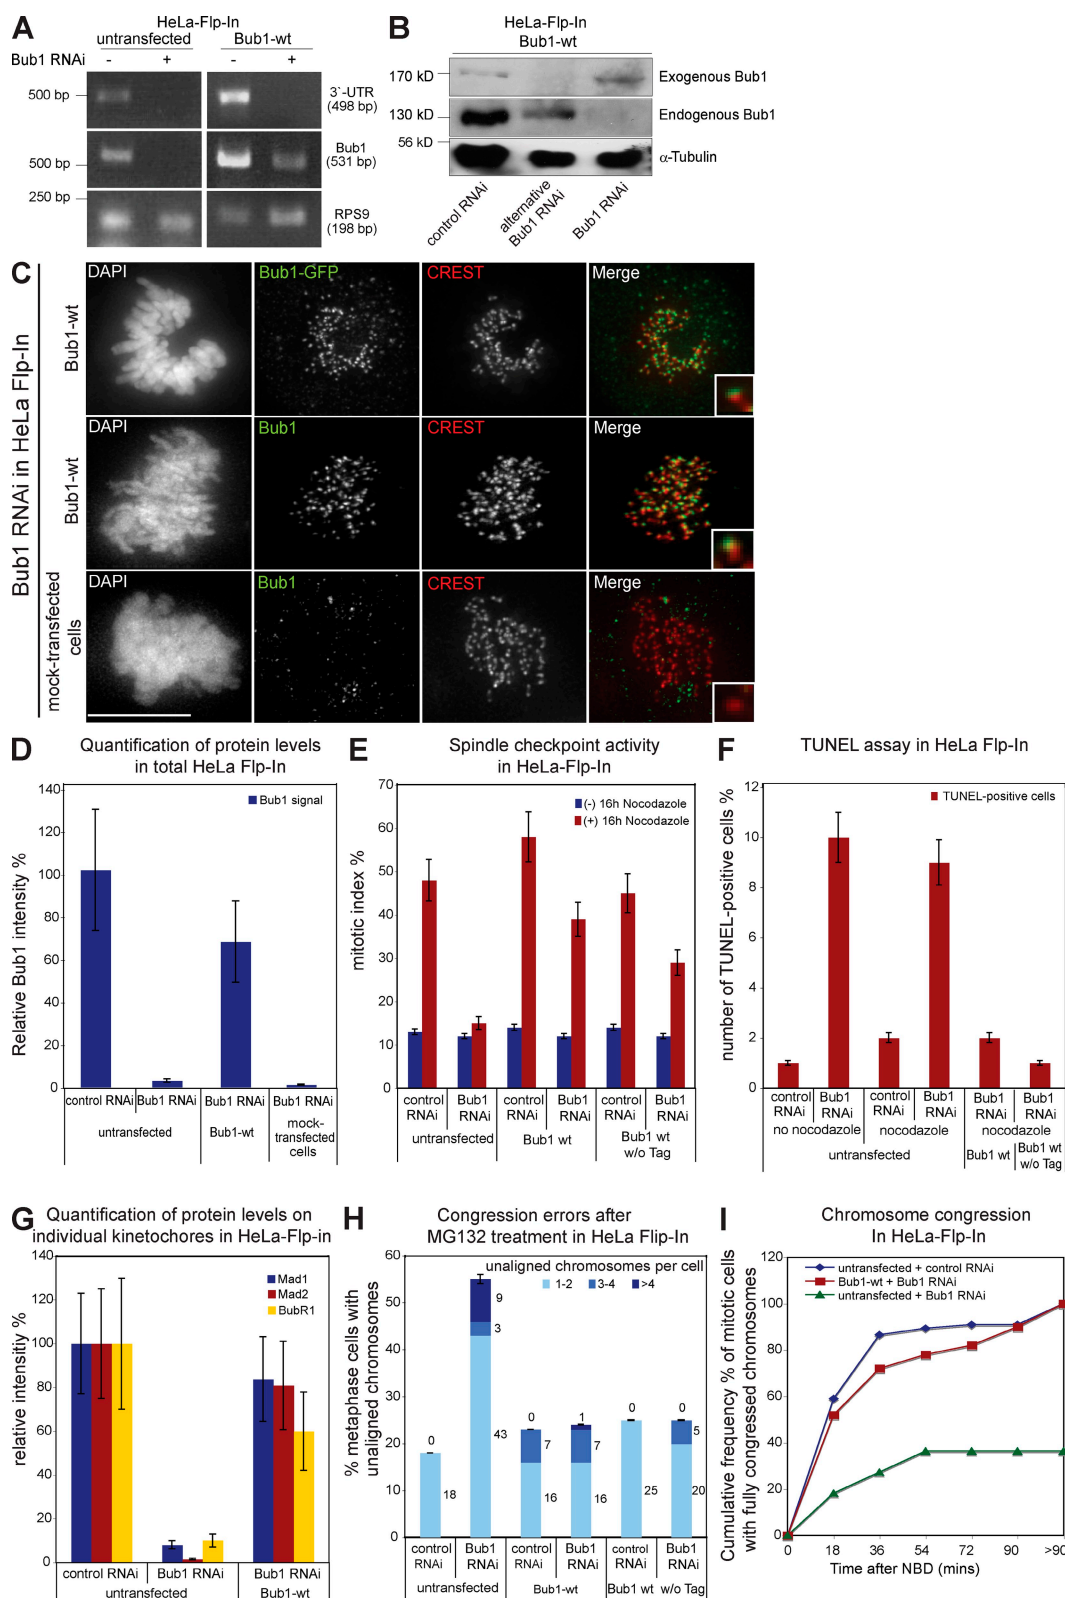 A
HeLa-Flp-In
untransfected Bub1-wt
Bub1 RNAi - + - +
500 bp
3`-UTR
(498 bp)
500 bp
Bub1
(531 bp)
250 bp
RPS9
(198 bp)
B
HeLa-Flp-In
Bub1-wt
170 kD
Exogenous Bub1
130 kD
Endogenous Bub1
56 kD
α-Tubulin
control RNAi
alternative
Bub1 RNAi
Bub1 RNAi
C
Bub1 RNAi in HeLa Flp-In
Bub1-wt
DAPI Bub1-GFP CREST Merge
Bub1-wt
DAPI Bub1 CREST Merge
mock-transfected
cells
DAPI Bub1 CREST Merge
D
Quantification of protein levels
in total HeLa Flp-In
Relative Bub1 intensity %
140
120
100
80
60
40
20
0
Bub1 signal
control RNAi Bub1 RNAi Bub1 RNAi Bub1 RNAi
untransfected Bub1-wt mock-
transfected
cells
E
Spindle checkpoint activity
in HeLa-Flp-In
mitotic index %
70
60
50
40
30
20
10
0
(-) 16h Nocodazole
(+) 16h Nocodazole
control
RNAi
Bub1
RNAi
control
RNAi
Bub1
RNAi
control
RNAi
Bub1
RNAi
untransfected Bub1 wt Bub1 wt
w/o Tag
F
TUNEL assay in HeLa Flp-In
number of TUNEL-positive cells %
12
10
8
6
4
2
0
TUNEL-positive cells
control
RNAi
Bub1
RNAi
control
RNAi
Bub1
RNAi
Bub1
RNAi
Bub1
RNAi
no nocodazole nocodazole nocodazole
untransfected Bub1 wt Bub1 wt
w/o Tag
G
Quantification of protein levels on
individual kinetochores in HeLa-Flp-in
relative intensity %
140
120
100
80
60
40
20
0
Mad1
Mad2
BubR1
control RNAi Bub1 RNAi Bub1 RNAi
untransfected Bub1-wt
H
Congression errors after
MG132 treatment in HeLa Flip-In
% metaphase cells with
unaligned chromosomes
60
50
40
30
20
10
0
unaligned chromosomes per cell
1-2 3-4 >4
0
18
9
3
43
0
7
16
1
7
16
0
25
0
5
20
control
RNAi
Bub1
RNAi
control
RNAi
Bub1
RNAi
control
RNAi
Bub1
RNAi
untransfected Bub1-wt Bub1 wt w/o Tag
I
Chromosome congression
In HeLa-Flp-In
Cumulative frequency % of mitotic cells
with fully congressed chromosomes
120
100
80
60
40
20
0
untransfected + control RNAi
Bub1-wt + Bub1 RNAi
untransfected + Bub1 RNAi
0 18 36 54 72 90 >90
Time after NBD (mins)